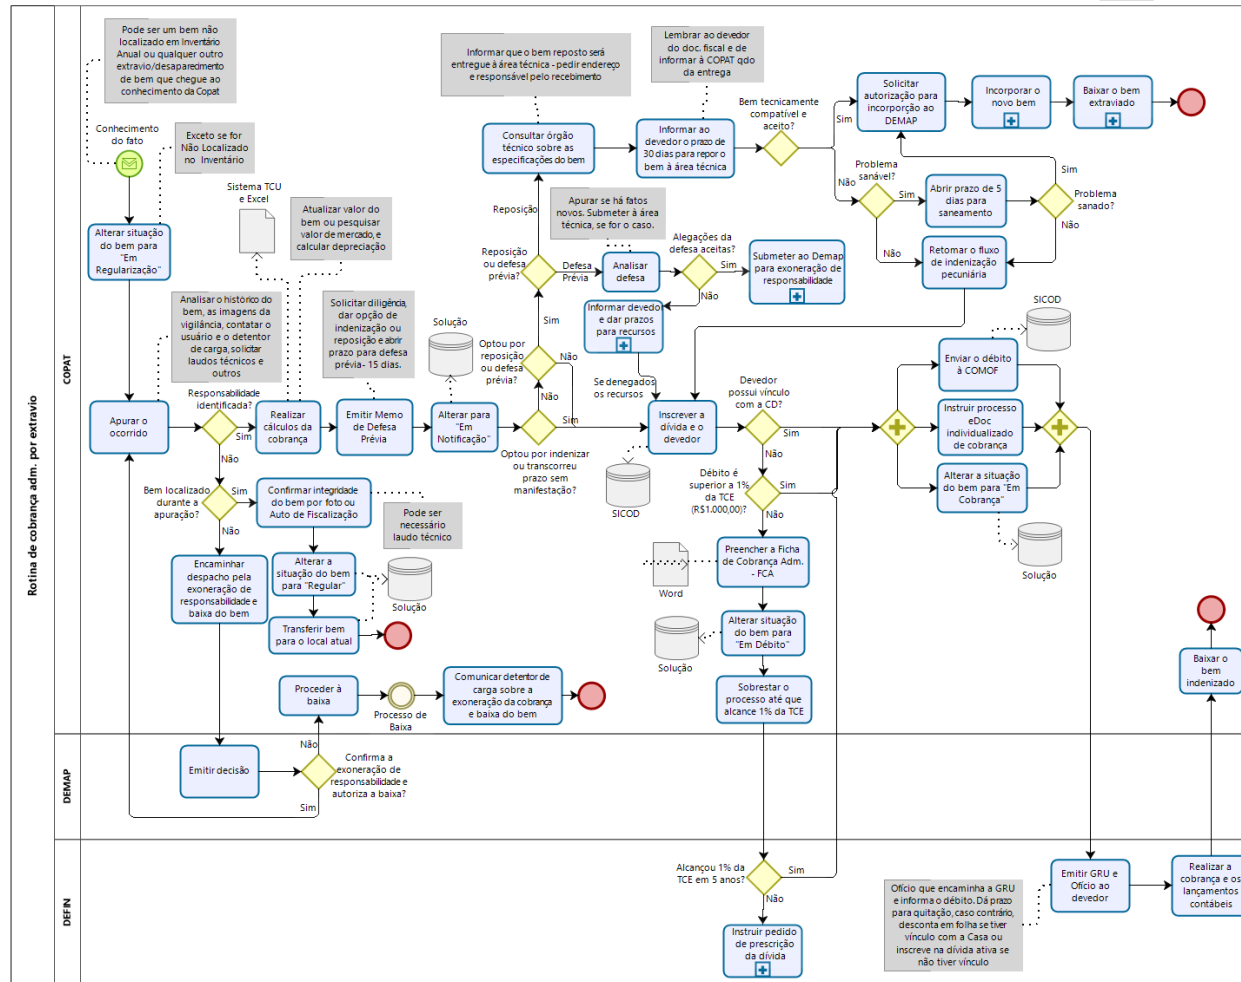 Rotina de cobrança adm. por extravio
COPAT
DEMAP
DEFIN
Pode ser um bem não
localizado em Inventário
Anual ou qualquer outro
extravio/desaparecimento
de bem que chegue ao
conhecimento da Copat
Conhecimento
do fato
Exceto se for
Não Localizado
no Inventário
Alterar situação
do bem para
"Em
Regularização"
Sistema TCU
e Excel
Atualizar valor do
bem ou pesquisar
valor de mercado, e
calcular depreciação
Analisar o histórico do
bem, as imagens da
vigilância, contatar o
usuário e o detentor
de carga, solicitar
laudos técnicos e
outros
Solicitar diligência,
dar opção de
indenização ou
reposição e abrir
prazo para defesa
prévia- 15 dias.
Apurar o
ocorrido
Responsabilidade
identificada?
Sim
Não
Realizar
cálculos da
cobrança
Emitir Memo
de Defesa
Prévia
Solução
Alterar para
"Em
Notificação"
Optou por indenizar
ou transcorreu
prazo sem
manifestação?
Não
Sim
Optou por
reposição
ou defesa
prévia?
Sim
Não
Reposição
ou defesa
prévia?
Reposição
Defesa
Prévia
Informar que o bem reposto será
entregue à área técnica - pedir endereço
e responsável pelo recebimento
Lembrar ao devedor
do doc. fiscal e de
informar à COPAT qdo
da entrega
Consultar órgão
técnico sobre as
especificações do bem
Informar ao
devedor o prazo de
30 dias para repor o
bem à área técnica
Bem tecnicamente
compatível e
aceito?
Sim
Não
Solicitar
autorização para
incorporção ao
DEMAP
Incorporar o
novo bem
Baixar o bem
extraviado
Problema
sanável?
Sim
Não
Abrir prazo de 5
dias para
saneamento
Problema
sanado?
Sim
Não
Retomar o fluxo
de indenização
pecuniária
Apurar se há fatos
novos. Submeter à área
técnica, se for o caso.
Analisar
defesa
Alegações da
defesa aceitas?
Sim
Não
Submeter ao Demap
para exoneração de
responsabilidade
Informar devedor
e dar prazos
para recursos
Se denegados
os recursos
Inscrever a
dívida e o
devedor
SICOD
Devedor
possui vínculo
com a CD?
Sim
Não
Débito é
superior a 1%
da TCE
(R$1.000,00)?
Sim
Não
Preencher a Ficha
de Cobrança Adm.
- FCA
Word
Alterar situação
do bem para
"Em Débito"
Solução
Sobrestar o
processo até que
alcance 1% da TCE
SICOD
Enviar o débito
à COMOF
Instruir processo
eDoc
individualizado
de cobrança
Alterar a situação
do bem para "Em
Cobrança"
Solução
Bem localizado
durante a
apuração?
Sim
Não
Confirmar integridade
do bem por foto ou
Auto de Fiscalização
Pode ser
necessário
laudo técnico
Alterar a
situação do bem
para "Regular"
Solução
Transferir bem
para o local atual
Encaminhar
despacho pela
exoneração de
responsabilidade e
baixa do bem
Proceder à
baixa
Processo de
Baixa
Comunicar detentor de
carga sobre a
exoneração da cobrança
e baixa do bem
Emitir decisão
Não
Sim
Confirma a
exoneração de
responsabilidade e
autoriza a baixa?
Alcançou 1% da
TCE em 5 anos?
Sim
Não
Instruir pedido
de prescrição
da dívida
Ofício que encaminha a GRU
e informa o débito. Dá prazo
para quitação, caso contrário,
desconta em folha se tiver
vínculo com a Casa ou
inscreve na dívida ativa se
não tiver vínculo
Emitir GRU e
Ofício ao
devedor
Realizar a
cobrança e os
lançamentos
contábeis
Baixar o
bem
indenizado